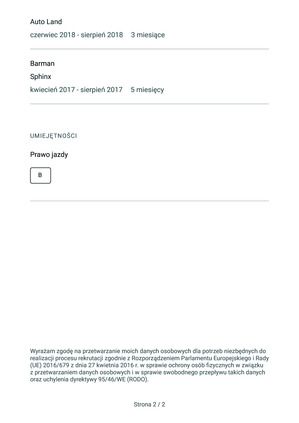 Auto Land
czerwiec 2018 - sierpień 2018 3 miesiące
Barman
Sphinx
kwiecień 2017 - sierpień 2017 5 miesięcy
UMIEJĘTNOŚCI
Prawo jazdy
B
Wyrażam zgodę na przetwarzanie moich danych osobowych dla potrzeb niezbędnych do
realizacji procesu rekrutacji zgodnie z Rozporządzeniem Parlamentu Europejskiego i Rady
(UE) 2016/679 z dnia 27 kwietnia 2016 r. w sprawie ochrony osób fizycznych w związku
z przetwarzaniem danych osobowych i w sprawie swobodnego przepływu takich danych
oraz uchylenia dyrektywy 95/46/WE (RODO).
Strona 2 / 2